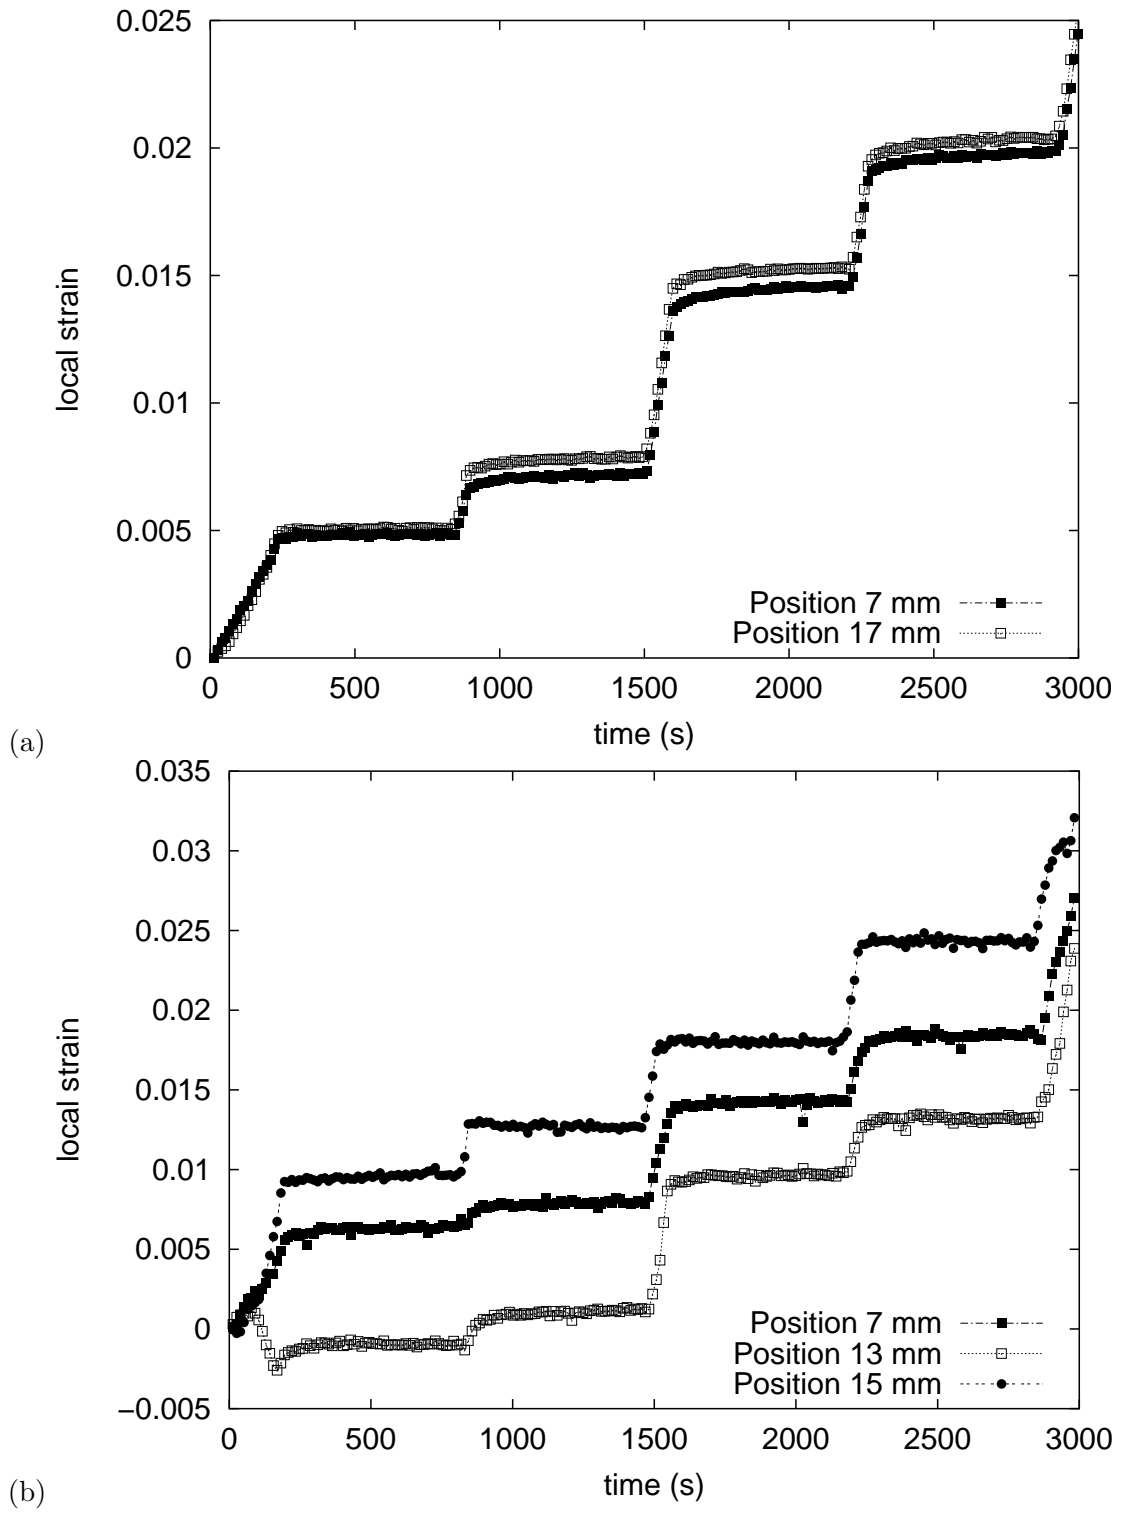 0.025
0.02
0.015
0.01
0.005
0
local strain
Position 7 mm
Position 17 mm
0 500 1000 1500 2000 2500 3000
time (s)
(a)
0.035
0.03
0.025
0.02
0.015
0.01
0.005
0
−0.005
local strain
Position 7 mm
Position 13 mm
Position 15 mm
0 500 1000 1500 2000 2500 3000
time (s)
(b)